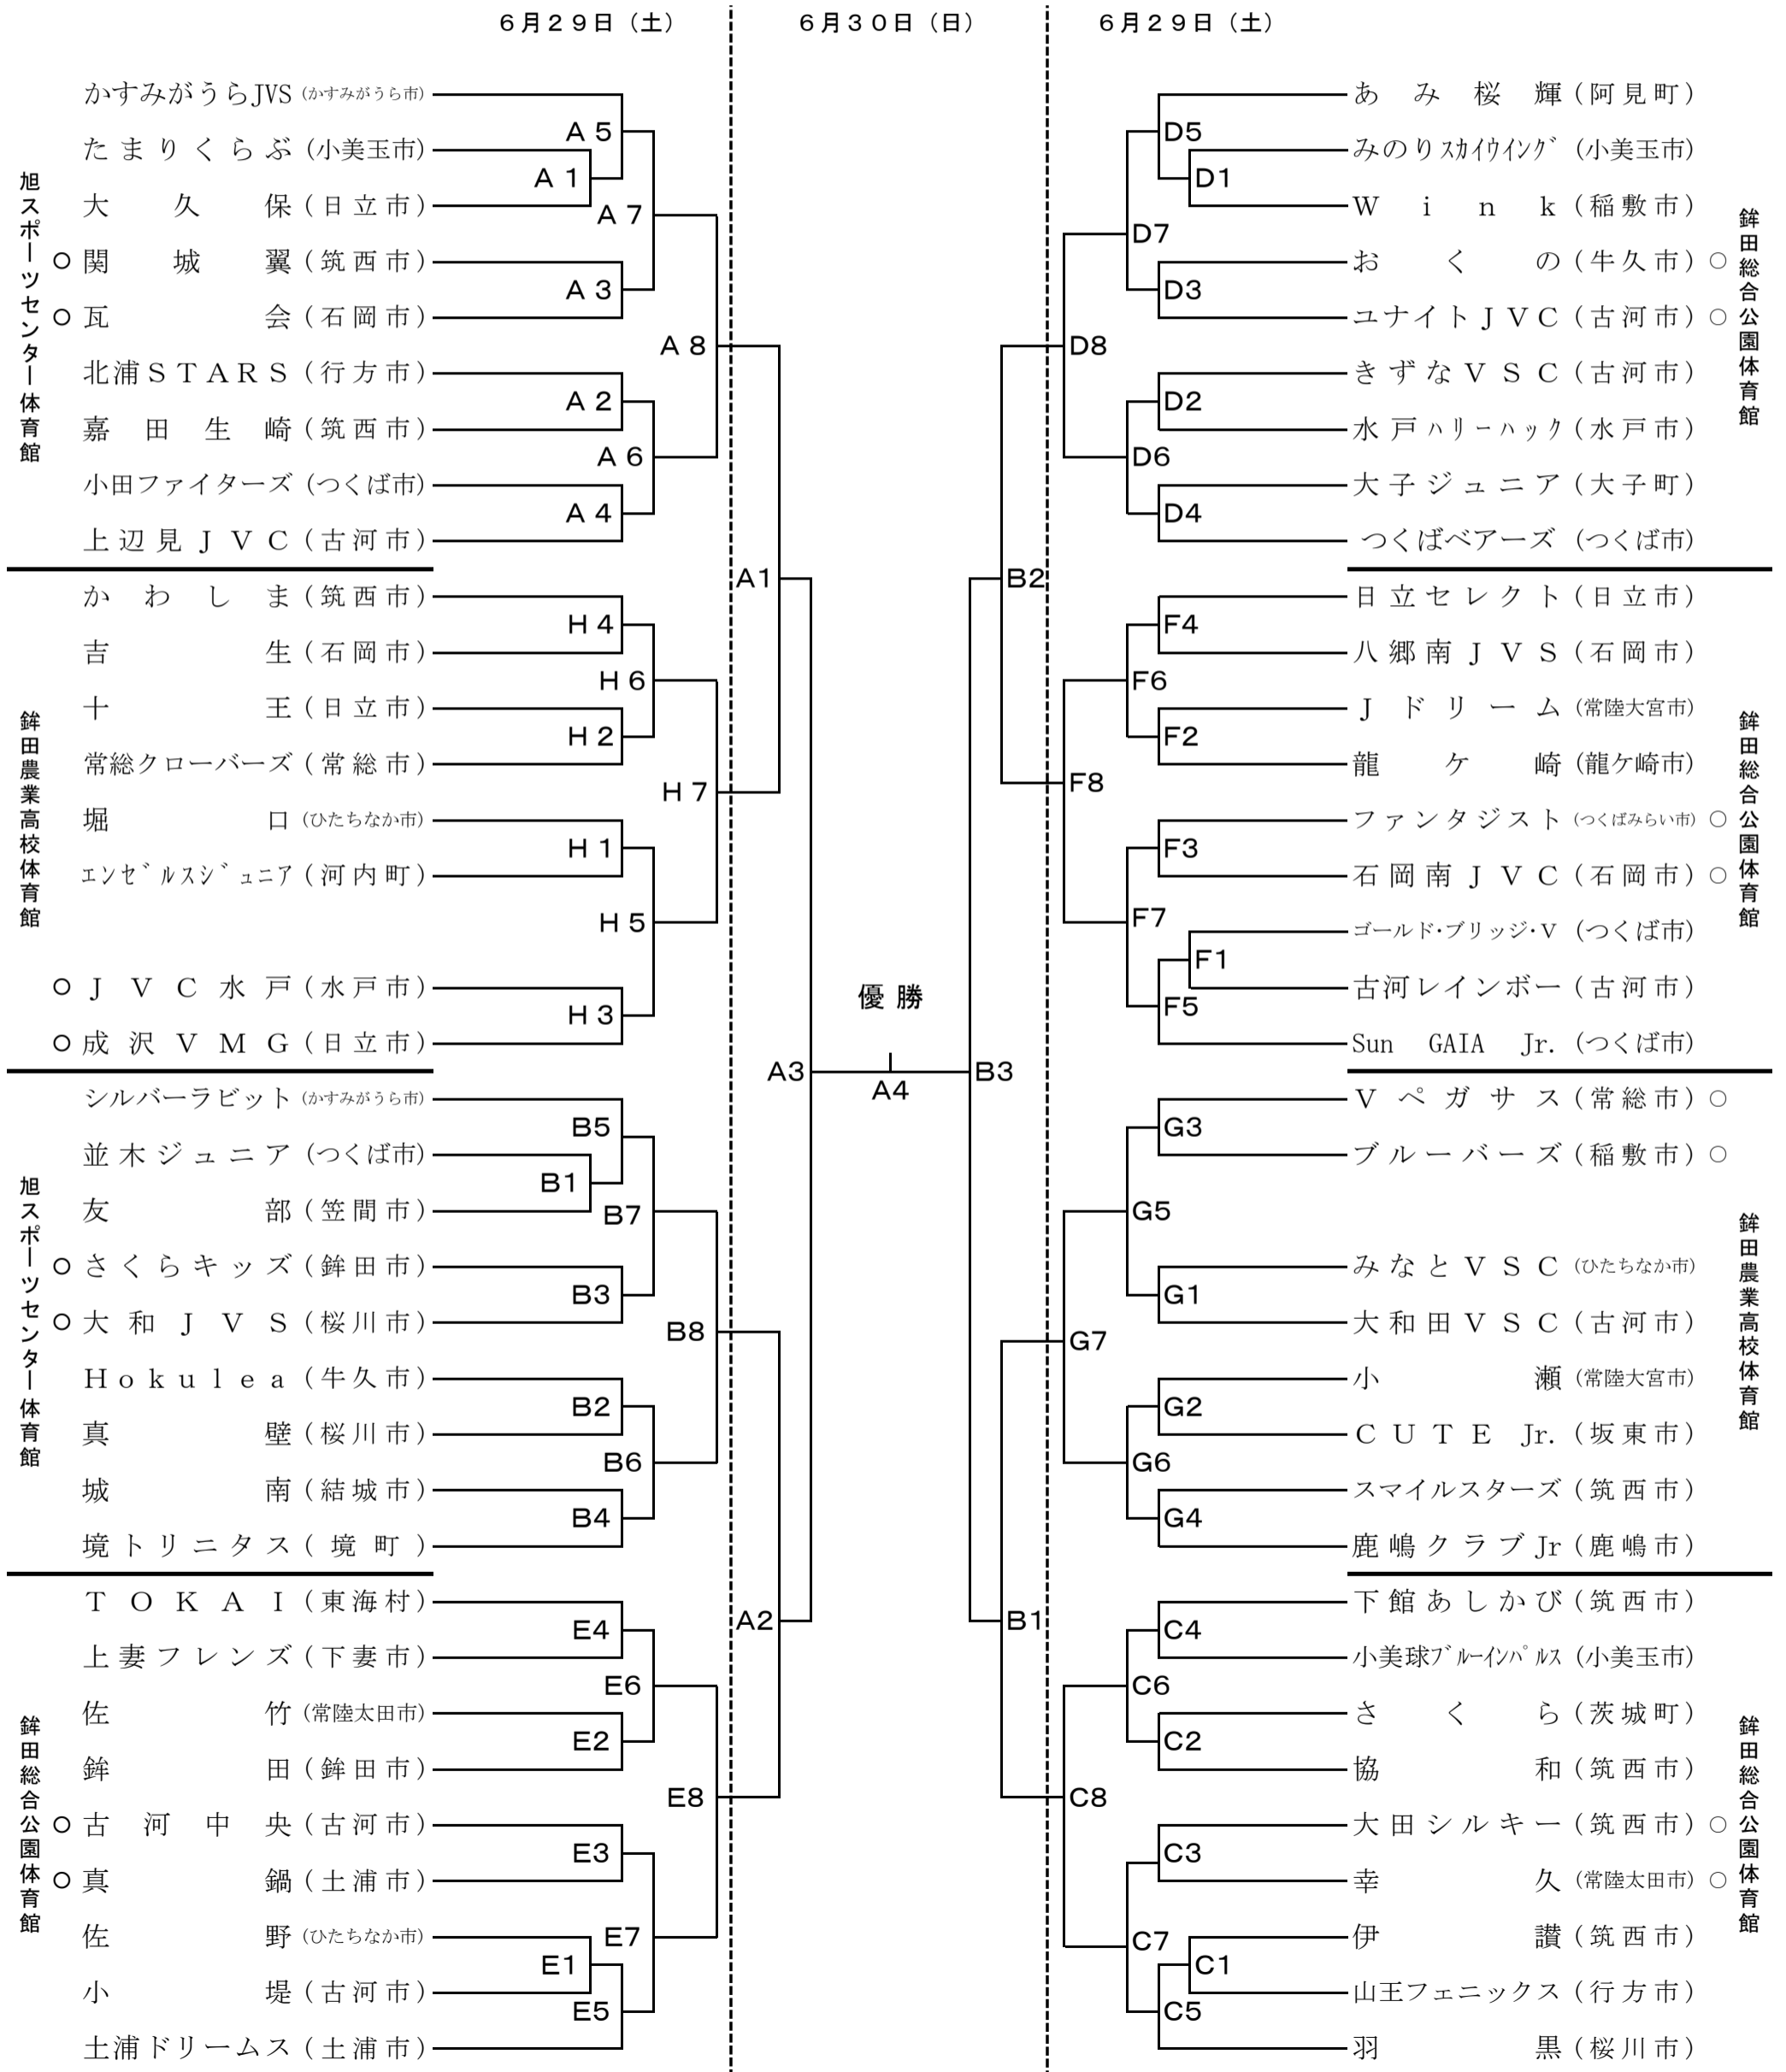 6月29日（土）
6月30日（日）
6月29日（土）
旭スポーツセンター体育館
かすみがうらJVS（かすみがうら市）
たまりくらぶ（小美玉市）
大久保（日立市）
○関城翼（筑西市）
○瓦会（石岡市）
北浦STARS（行方市）
嘉田生崎（筑西市）
小田ファイターズ（つくば市）
上辺見JVC（古河市）
A5
A1
A7
A3
A8
A2
A6
A4
鉾田農業高校体育館
かわしま（筑西市）
吉生（石岡市）
十王（日立市）
常総クローバーズ（常総市）
堀口（ひたちなか市）
ｴﾝｾﾞﾙｽｼﾞｭﾆｱ（河内町）
○JVC水戸（水戸市）
○成沢VMG（日立市）
H4
H6
H2
H7
H1
H5
H3
旭スポーツセンター体育館
シルバーラビット（かすみがうら市）
並木ジュニア（つくば市）
友部（笠間市）
○さくらキッズ（鉾田市）
○大和JVS（桜川市）
Hokulea（牛久市）
真壁（桜川市）
城南（結城市）
境トリニタス（境町）
B5
B1
B7
B3
B8
B2
B6
B4
鉾田総合公園体育館
TOKAI（東海村）
上妻フレンズ（下妻市）
佐竹（常陸太田市）
鉾田（鉾田市）
○古河中央（古河市）
○真鍋（土浦市）
佐野（ひたちなか市）
小堤（古河市）
土浦ドリームス（土浦市）
E4
E6
E2
E8
E3
E7
E1
E5
A1
A2
A3
優勝
A4
B3
B2
B1
あみ桜輝（阿見町）
みのりｽｶｲｳｲﾝｸﾞ（小美玉市）
Wink（稲敷市）
おくの（牛久市）○
ユナイトJVC（古河市）○
きずなVSC（古河市）
水戸ﾊﾘｰﾊｯｸ（水戸市）
大子ジュニア（大子町）
つくばベアーズ（つくば市）
鉾田総合公園体育館
D5
D1
D7
D3
D8
D2
D6
D4
日立セレクト（日立市）
八郷南JVS（石岡市）
Jドリーム（常陸大宮市）
龍ケ崎（龍ケ崎市）
ファンタジスト（つくばみらい市）○
石岡南JVC（石岡市）○
ゴールド・ブリッジ・V（つくば市）
古河レインボー（古河市）
Sun GAIA Jr.（つくば市）
鉾田総合公園体育館
F4
F6
F2
F8
F3
F7
F1
F5
Vペガサス（常総市）○
ブルーバーズ（稲敷市）○
みなとVSC（ひたちなか市）
大和田VSC（古河市）
小瀬（常陸大宮市）
CUTE Jr.（坂東市）
スマイルスターズ（筑西市）
鹿嶋クラブJr（鹿嶋市）
鉾田農業高校体育館
G3
G5
G1
G7
G2
G6
G4
下館あしかび（筑西市）
小美球ﾌﾞﾙｰｲﾝﾊﾟﾙｽ（小美玉市）
さくら（茨城町）
協和（筑西市）
大田シルキー（筑西市）○
幸久（常陸太田市）○
伊讃（筑西市）
山王フェニックス（行方市）
羽黒（桜川市）
鉾田総合公園体育館
C4
C6
C2
C8
C3
C7
C1
C5